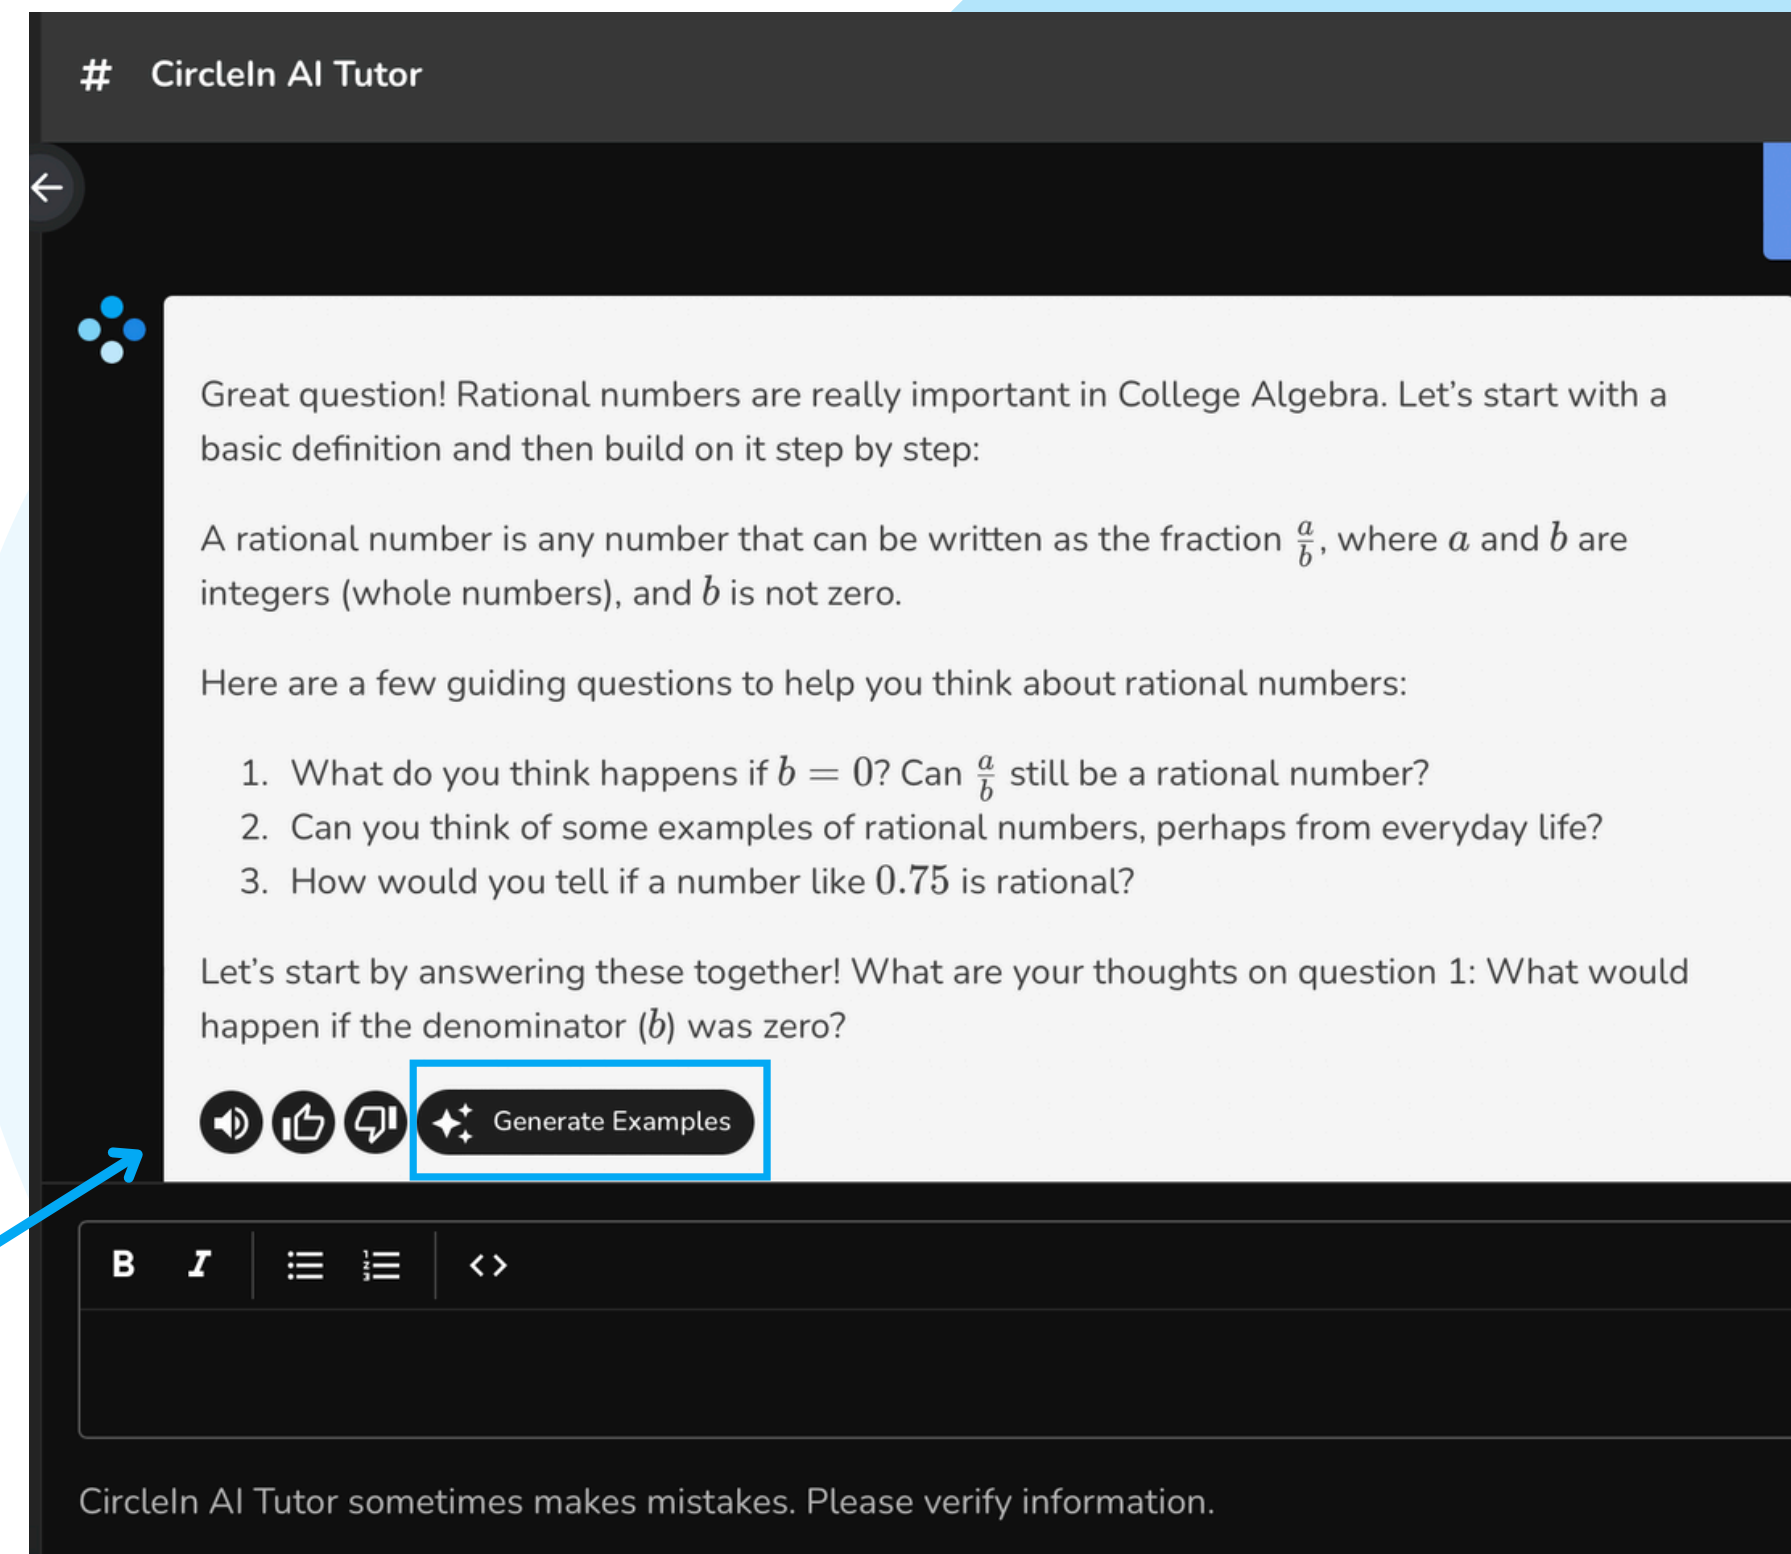 # CircleIn AI Tutor
Great question! Rational numbers are really important in College Algebra. Let’s start with a
basic definition and then build on it step by step:
A rational number is any number that can be written as the fraction a/b, where a and b are
integers (whole numbers), and b is not zero.
Here are a few guiding questions to help you think about rational numbers:
1. What do you think happens if b = 0? Can a/b still be a rational number?
2. Can you think of some examples of rational numbers, perhaps from everyday life?
3. How would you tell if a number like 0.75 is rational?
Let’s start by answering these together! What are your thoughts on question 1: What would
happen if the denominator (b) was zero?
Generate Examples
B I <>
CircleIn AI Tutor sometimes makes mistakes. Please verify information.